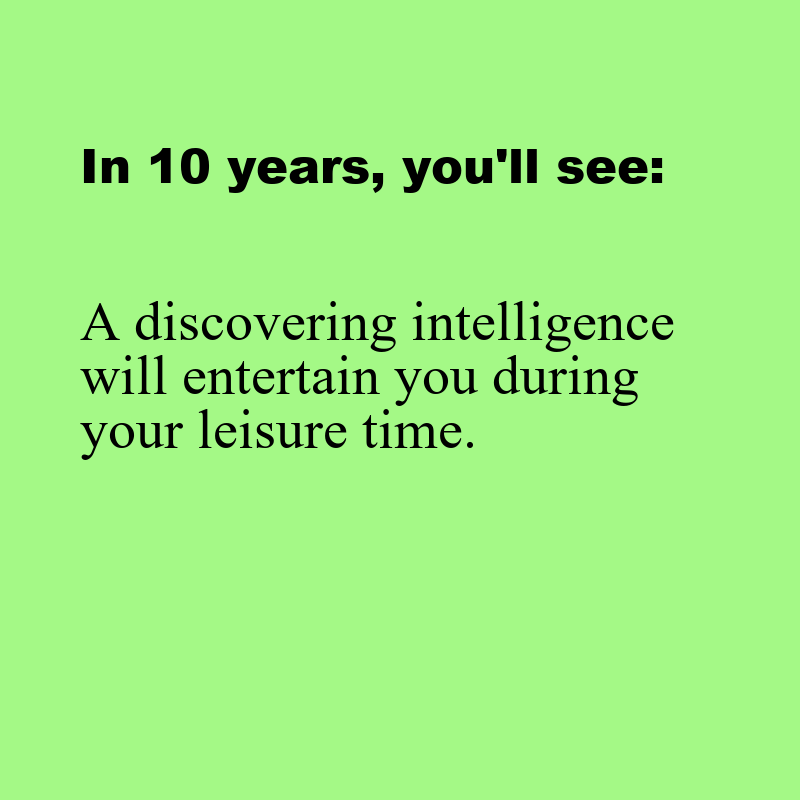 In 10 years, you'll see:
A discovering intelligence
will entertain you during
your leisure time.